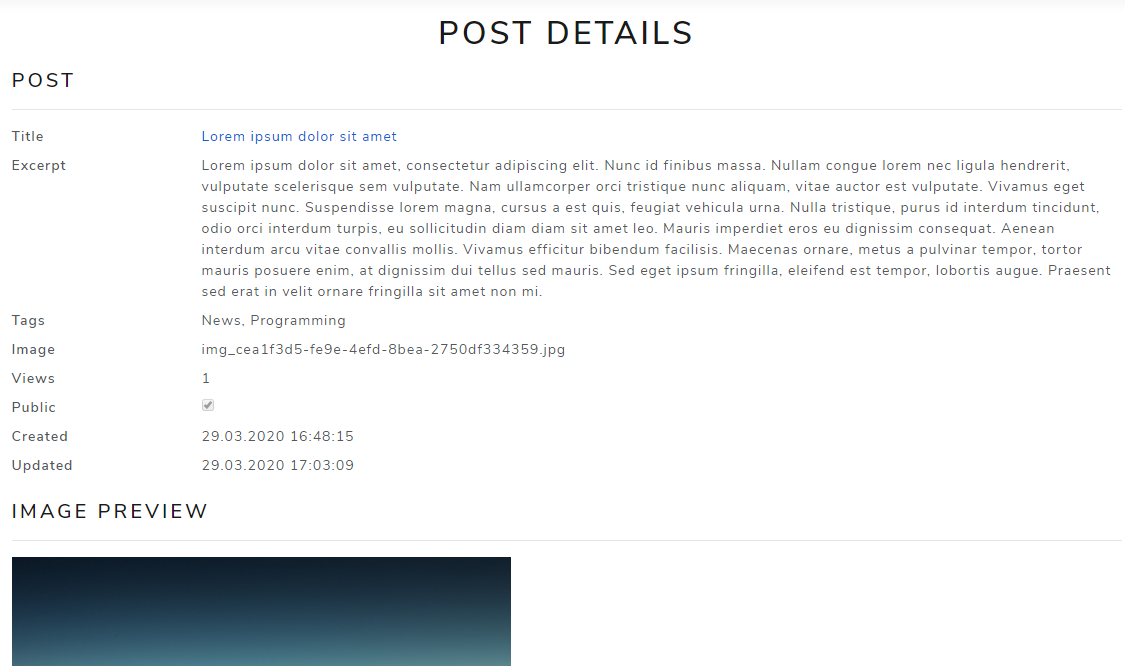 POST DETAILS
POST
Title Lorem ipsum dolor sit amet
Excerpt Lorem ipsum dolor sit amet, consectetur adipiscing elit. Nunc id finibus massa. Nullam congue lorem nec ligula hendrerit,
vulputate scelerisque sem vulputate. Nam ullamcorper orci tristique nunc aliquam, vitae auctor est vulputate. Vivamus eget
suscipit nunc. Suspendisse lorem magna, cursus a est quis, feugiat vehicula urna. Nulla tristique, purus id interdum tincidunt,
odio orci interdum turpis, eu sollicitudin diam diam sit amet leo. Mauris imperdiet eros eu dignissim consequat. Aenean
interdum arcu vitae convallis mollis. Vivamus efficitur bibendum facilisis. Maecenas ornare, metus a pulvinar tempor, tortor
mauris posuere enim, at dignissim dui tellus sed mauris. Sed eget ipsum fringilla, eleifend est tempor, lobortis augue. Praesent
sed erat in velit ornare fringilla sit amet non mi.
Tags News, Programming
Image img_cea1f3d5-fe9e-4efd-8bea-2750df334359.jpg
Views 1
Public
Created 29.03.2020 16:48:15
Updated 29.03.2020 17:03:09
IMAGE PREVIEW